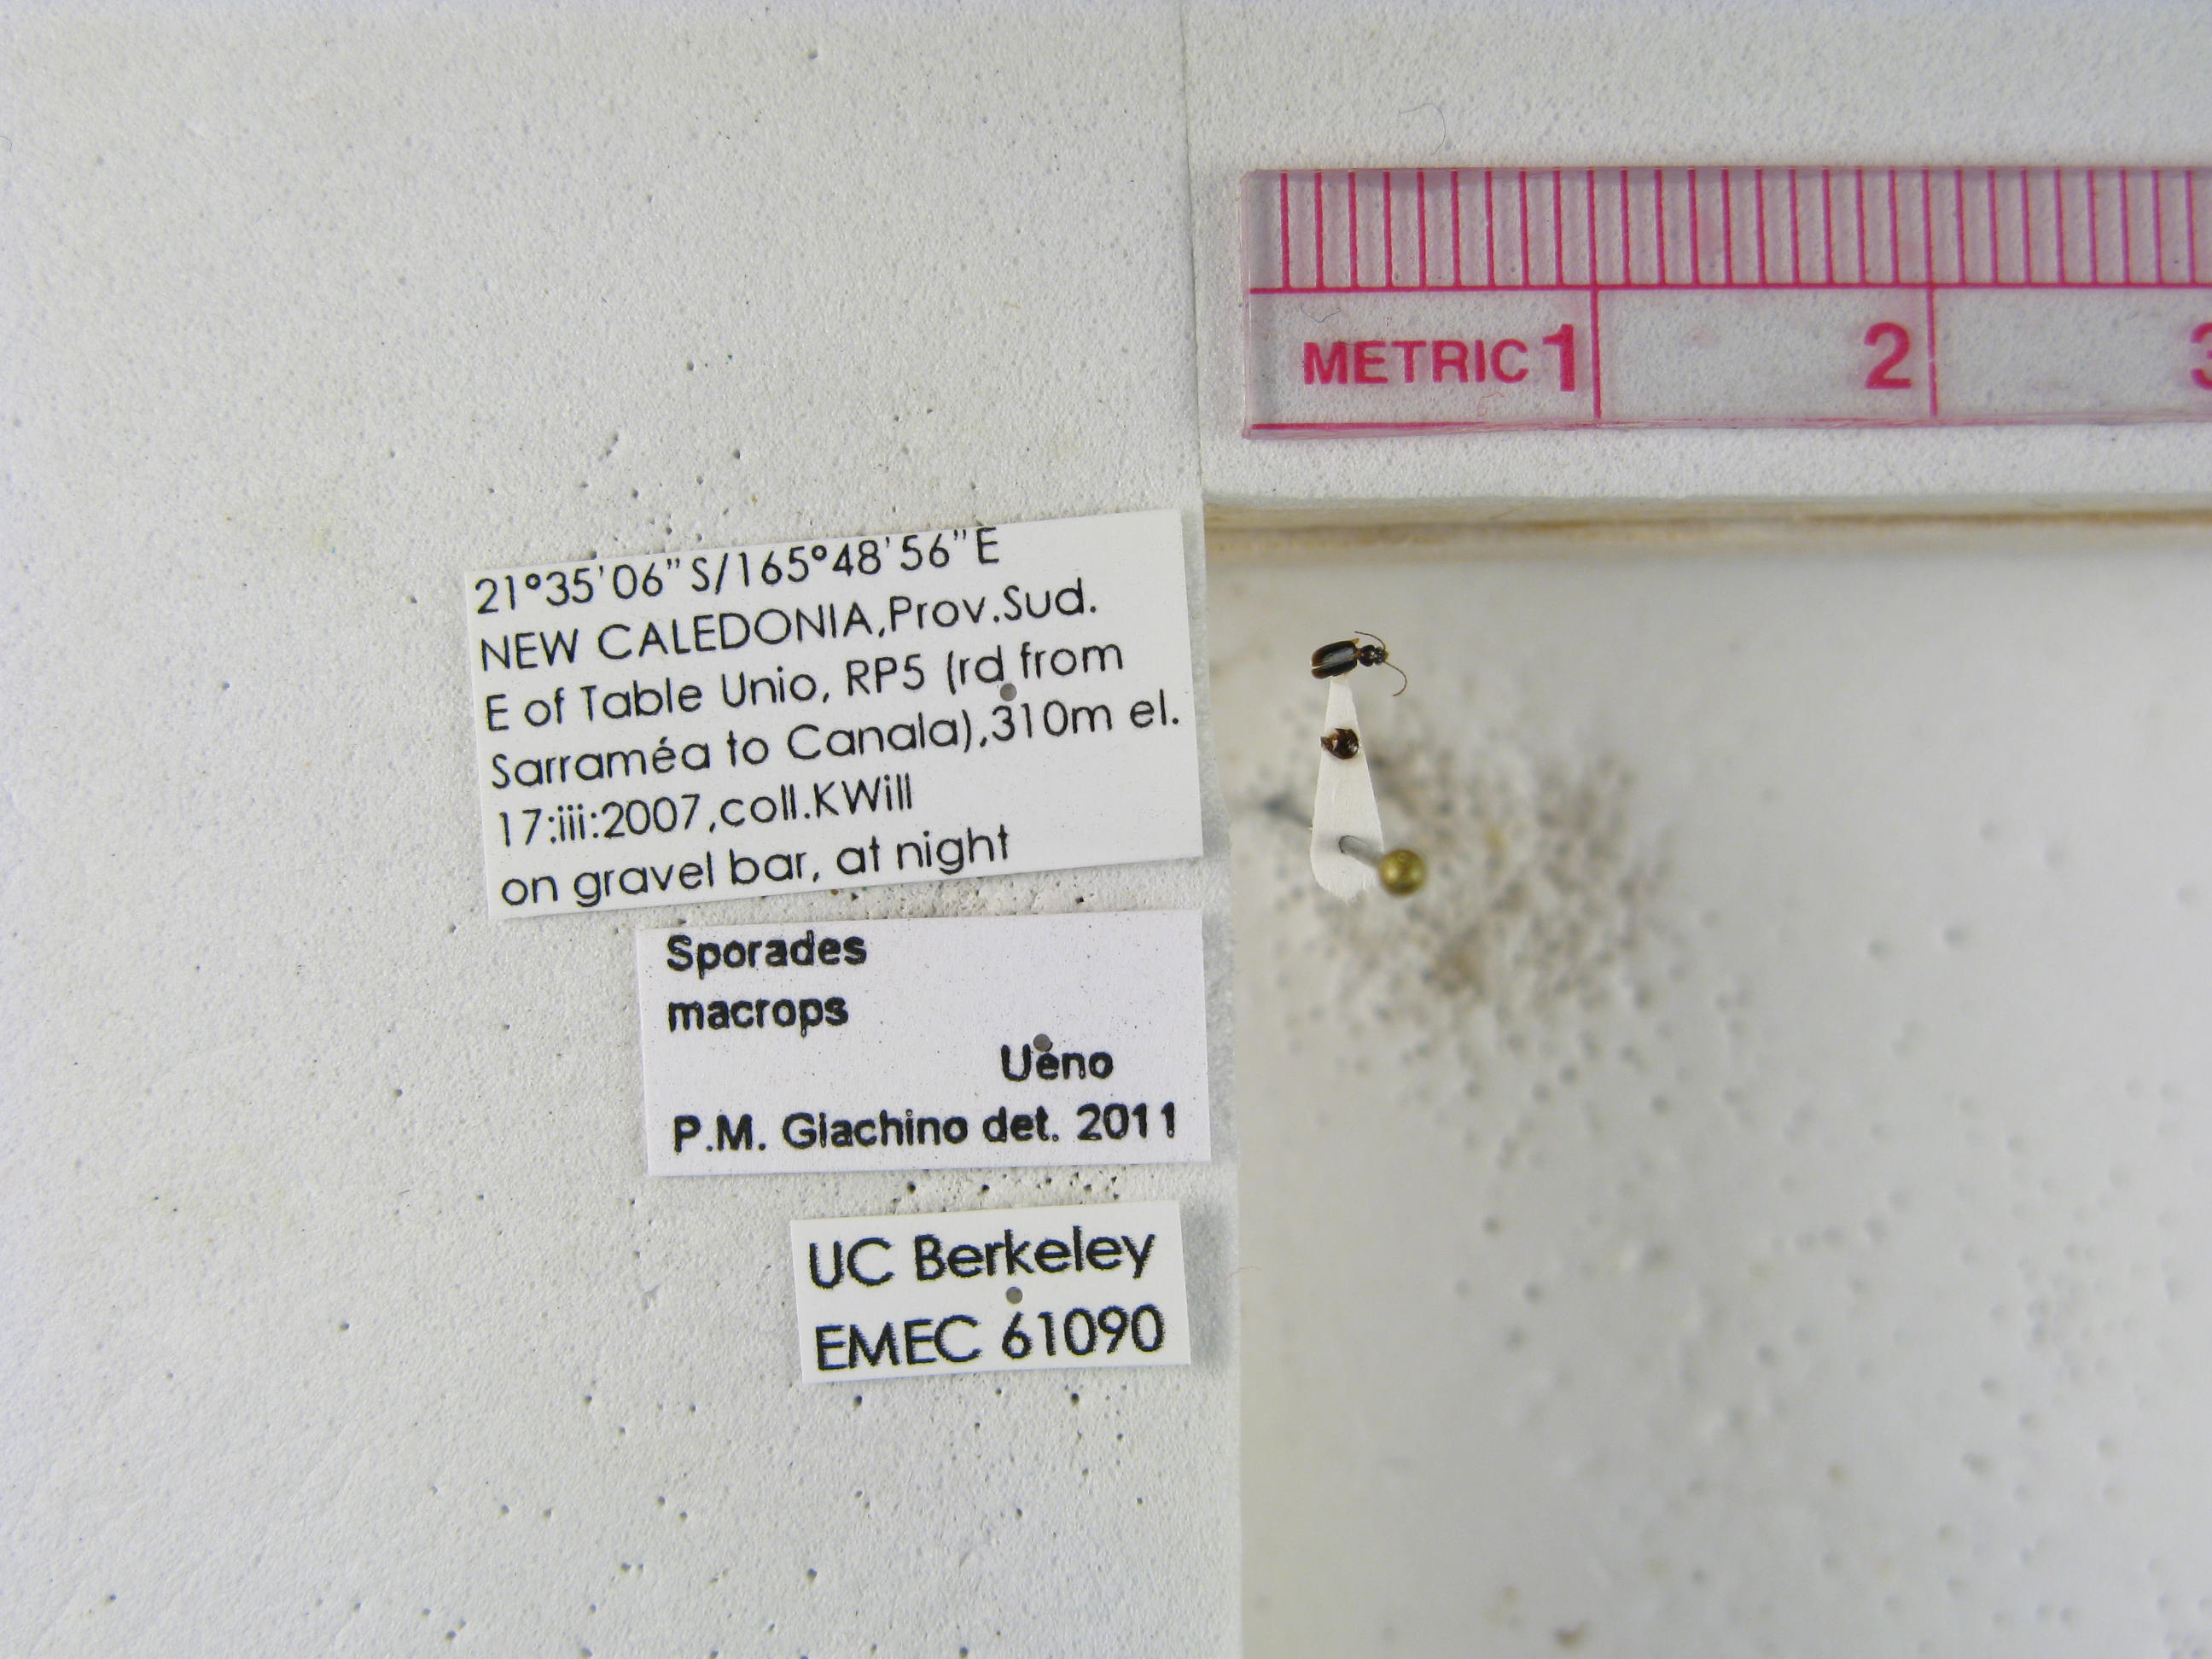 21°35'06"S/165°48'56"E
NEW CALEDONIA,Prov.Sud.
E of Table Unio, RP5 (rd from
Sarraméa to Canala),310m el.
17:iii:2007,coll.KWill
on gravel bar, at night
Sporades
macrops
Uéno
P.M. Giachino det. 2011
UC Berkeley
EMEC 61090
METRIC 1 2 3